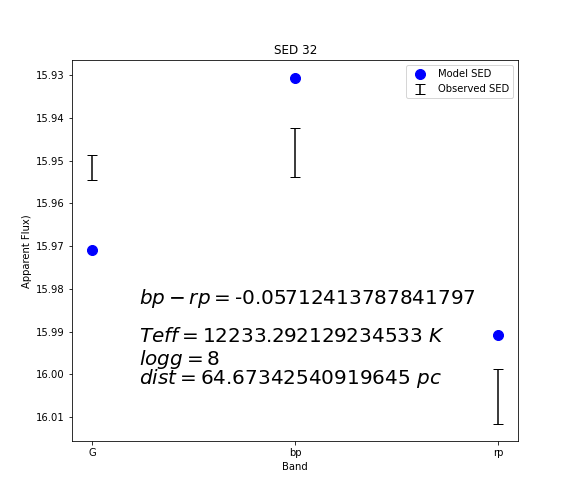 SED 32
15.93
15.94
15.95
15.96
15.97
15.98
15.99
16.00
16.01
Apparent Flux)
Model SED
Observed SED
bp − rp = -0.05712413787841797
Teff = 12233.292129234533 K
logg = 8
dist = 64.67342540919645 pc
G bp rp
Band